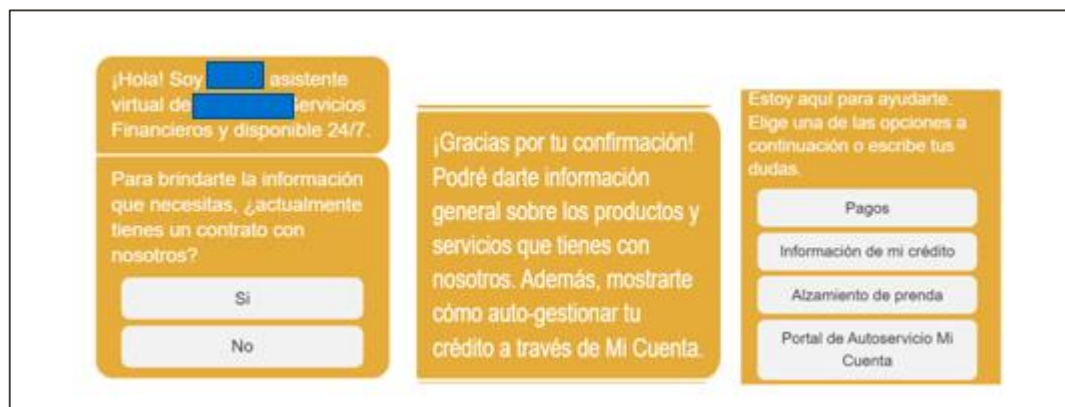 ¡Hola! Soy asistente
virtual de Servicios
Financieros y disponible 24/7.
Para brindarte la información
que necesitas, ¿actualmente
tienes un contrato con
nosotros?
Si
No
¡Gracias por tu confirmación!
Podré darte información
general sobre los productos y
servicios que tienes con
nosotros. Además, mostrarte
cómo auto-gestionar tu
crédito a través de Mi Cuenta.
Estoy aquí para ayudarte.
Elige una de las opciones a
continuación o escribe tus
dudas.
Pagos
Información de mi crédito
Alzamiento de prenda
Portal de Autoservicio Mi
Cuenta